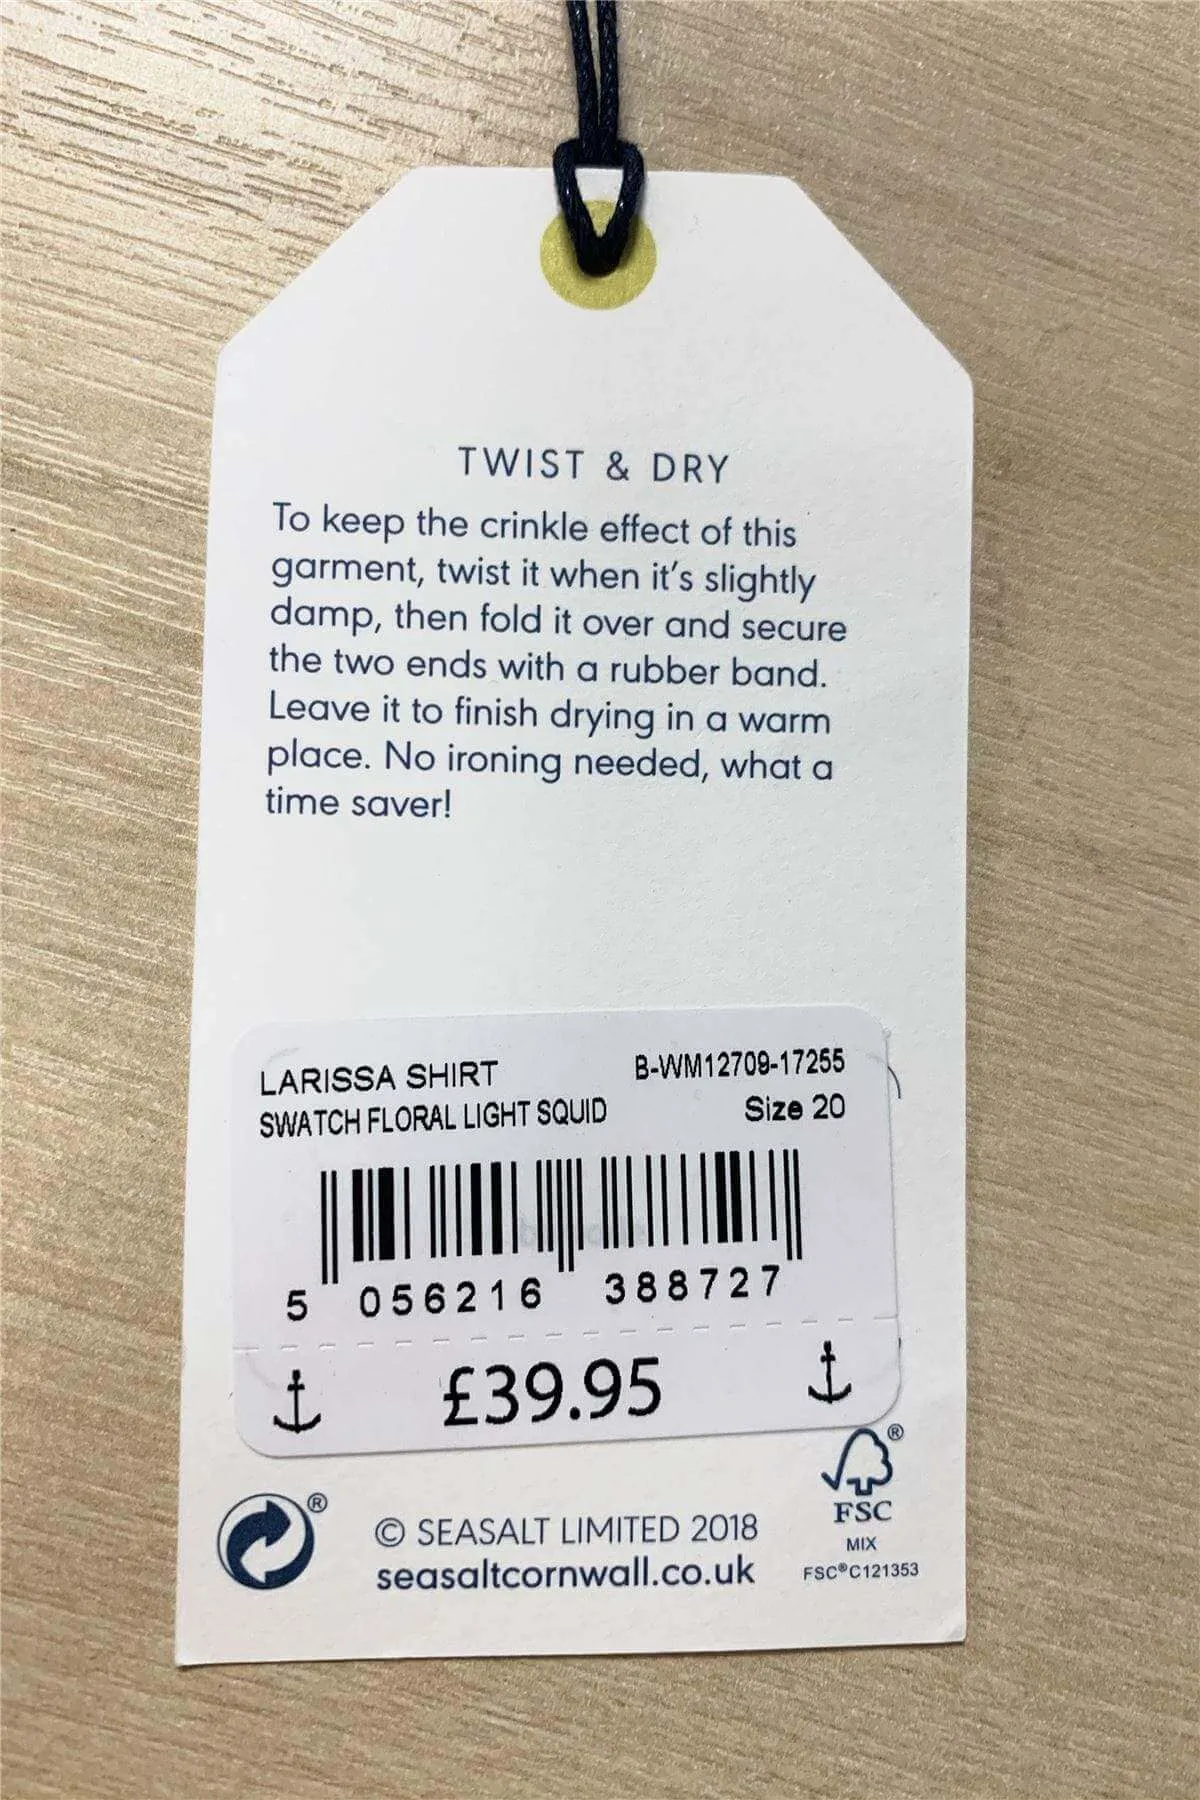 TWIST & DRY
To keep the crinkle effect of this
garment, twist it when it's slightly
damp, then fold it over and secure
the two ends with a rubber band.
Leave it to finish drying in a warm
place. No ironing needed, what a
time saver!
LARISSA SHIRT B-WM12709-17255
SWATCH FLORAL LIGHT SQUID Size 20
5 056216 388727
£39.95
® ®
FSC
© SEASALT LIMITED 2018
MIX
seasaltcornwall.co.uk
FSC®C121353